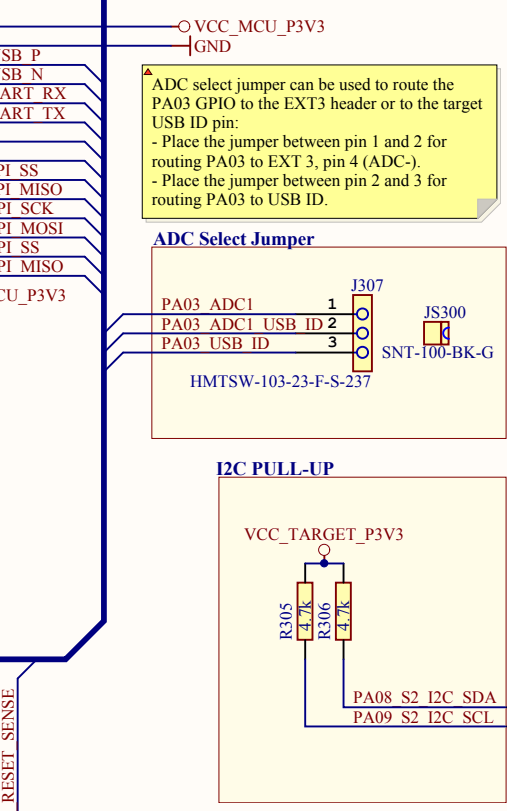 VCC_MCU_P3V3
GND
SB_P
SB_N
ART_RX
ART_TX
PI_SS
PI_MISO
PI_SCK
PI_MOSI
PI_SS
PI_MISO
CU_P3V3
ADC select jumper can be used to route the
PA03 GPIO to the EXT3 header or to the target
USB ID pin:
- Place the jumper between pin 1 and 2 for
routing PA03 to EXT 3, pin 4 (ADC-).
- Place the jumper between pin 2 and 3 for
routing PA03 to USB ID.
ADC Select Jumper
J307
PA03_ADC1 1
PA03_ADC1_USB_ID 2
PA03_USB_ID 3
HMTSW-103-23-F-S-237
JS300
SNT-100-BK-G
I2C PULL-UP
VCC_TARGET_P3V3
R305
4.7k
R306
4.7k
PA08_S2_I2C_SDA
PA09_S2_I2C_SCL
RESET_SENSE